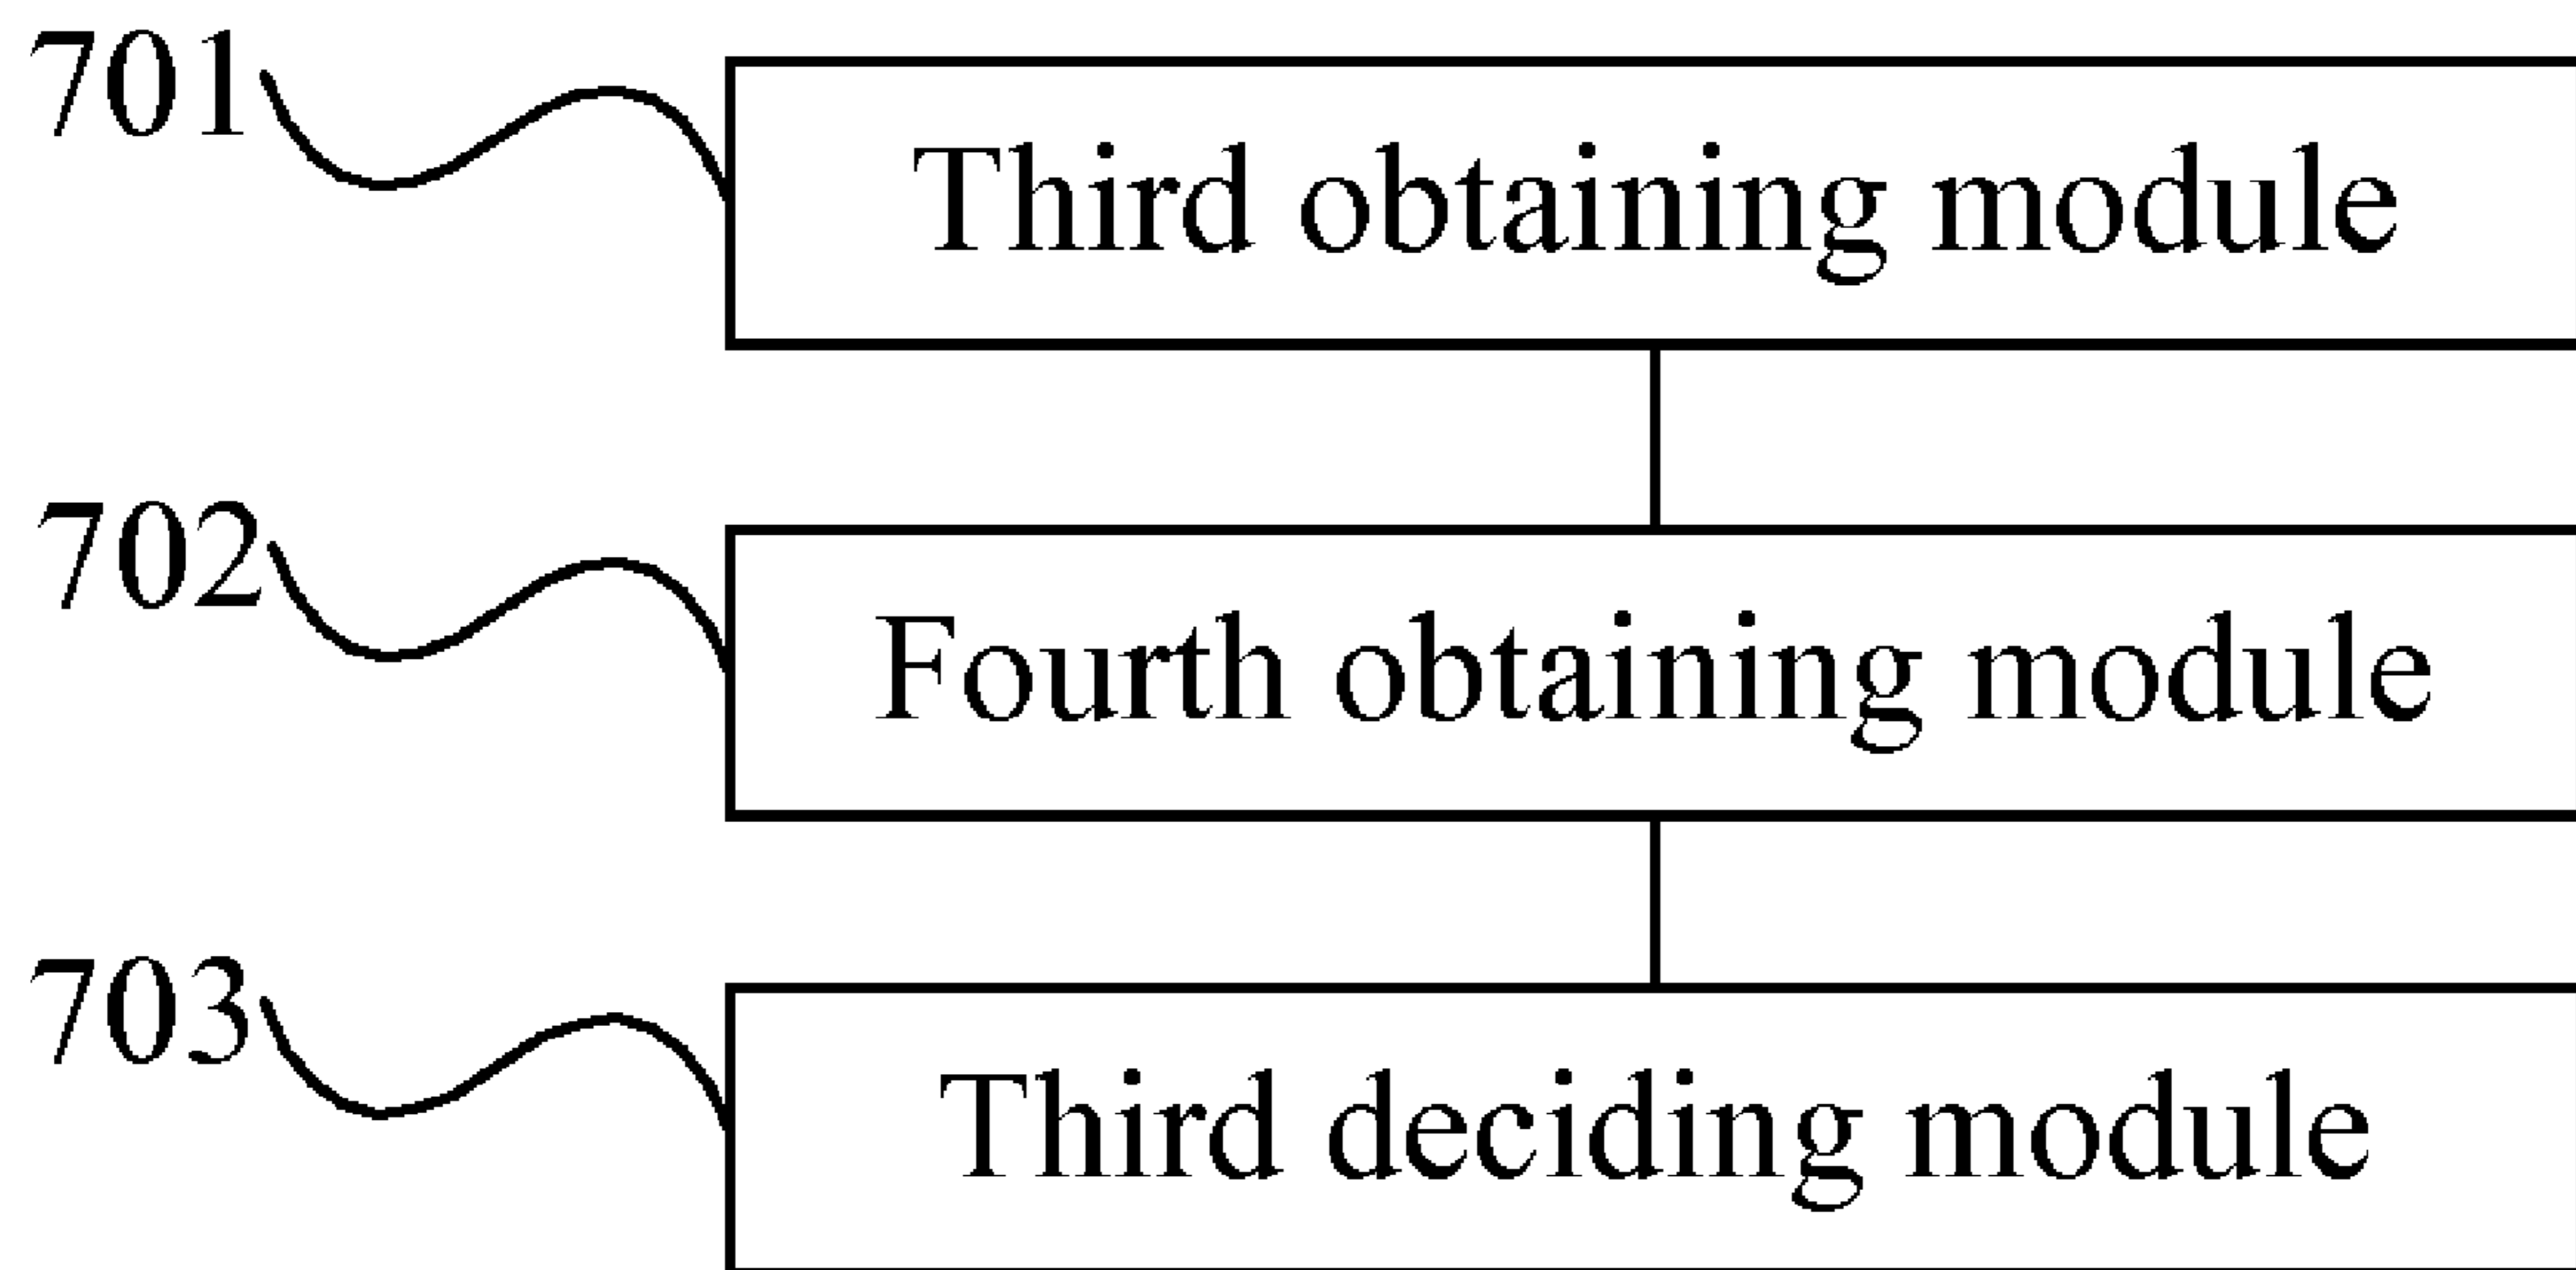 701
Third obtaining module
702
Fourth obtaining module
703
Third deciding module